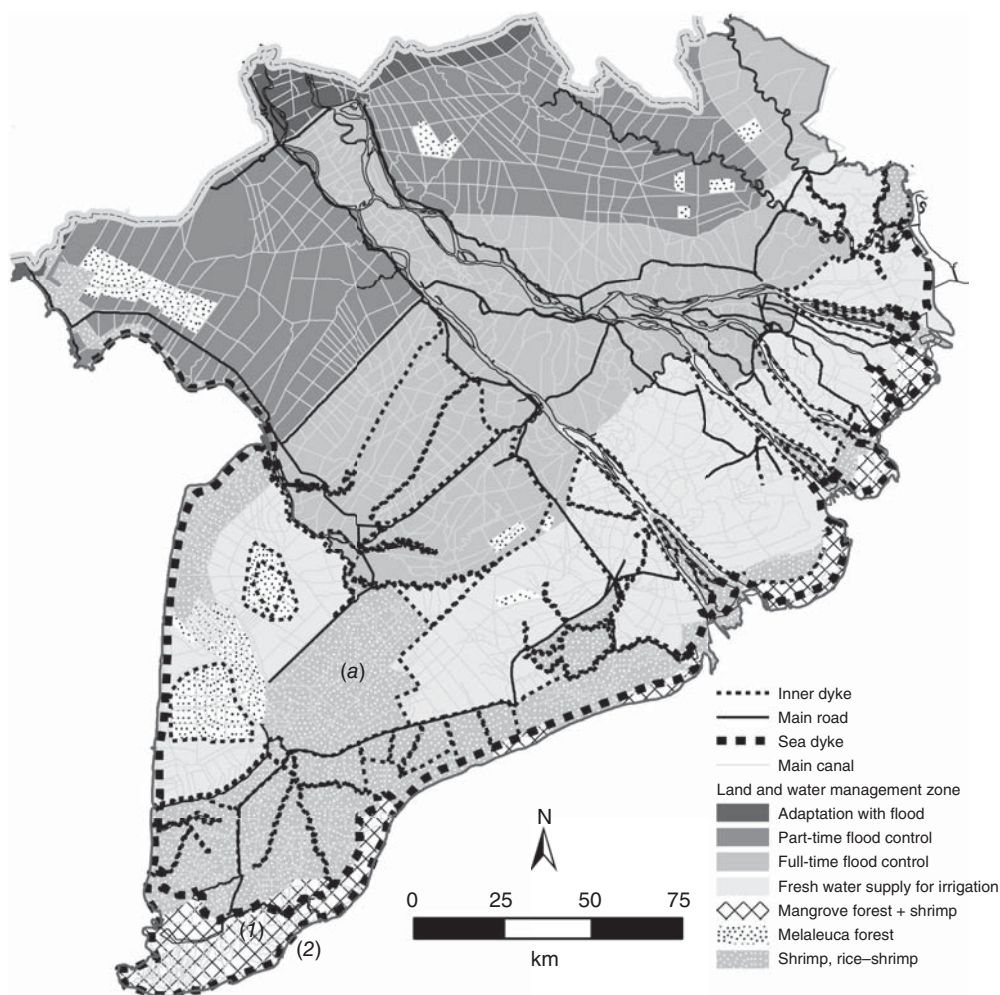 (a)
(1)
(2)
N
0 25 50 75
km
Inner dyke
Main road
Sea dyke
Main canal
Land and water management zone
Adaptation with flood
Part-time flood control
Full-time flood control
Fresh water supply for irrigation
Mangrove forest + shrimp
Melaleuca forest
Shrimp, rice–shrimp